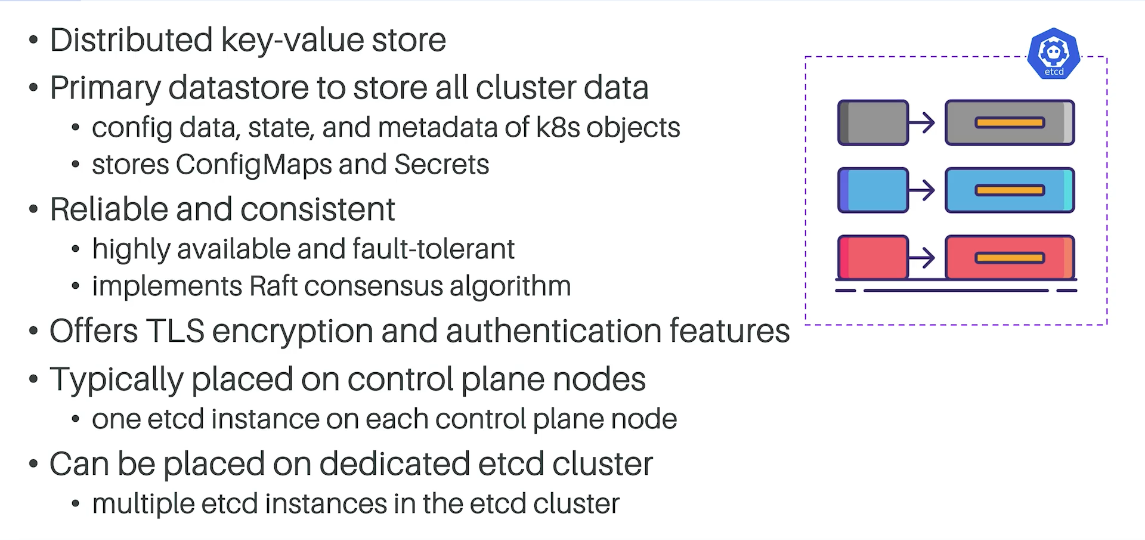 • Distributed key-value store
• Primary datastore to store all cluster data
• config data, state, and metadata of k8s objects
• stores ConfigMaps and Secrets
• Reliable and consistent
• highly available and fault-tolerant
• implements Raft consensus algorithm
• Offers TLS encryption and authentication features
• Typically placed on control plane nodes
• one etcd instance on each control plane node
• Can be placed on dedicated etcd cluster
• multiple etcd instances in the etcd cluster
etcd